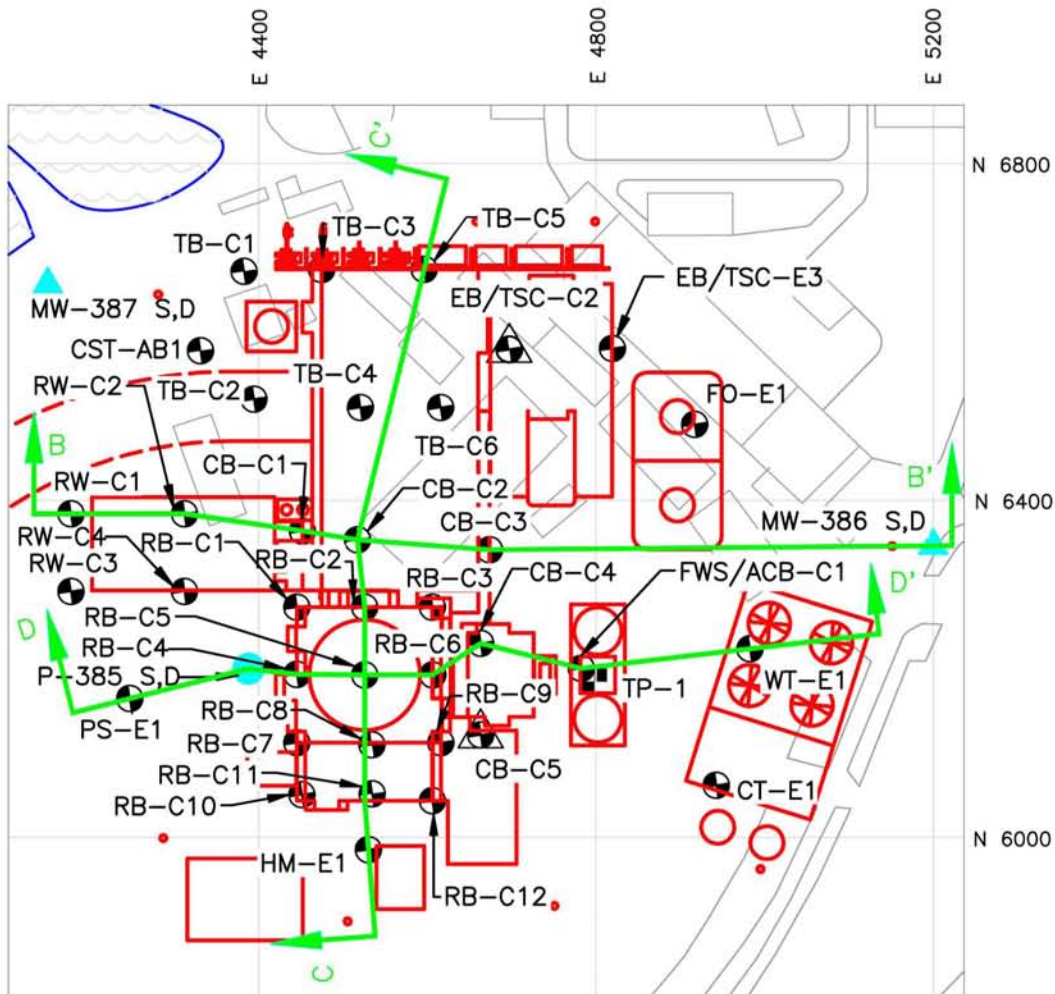 E 4400
E 4800
E 5200
C'
N 6800
TB-C3
TB-C5
TB-C1
EB/TSC-E3
EB/TSC-C2
MW-387 S,D
CST-AB1
RW-C2
TB-C4
TB-C2
FO-E1
B
TB-C6
B'
CB-C1
RW-C1
CB-C2
N 6400
MW-386 S,D
CB-C3
RW-C4
RB-C1
RB-C2
RW-C3
RB-C3
CB-C4
FWS/ACB-C1
D'
RB-C5
D
RB-C6
RB-C4
P-385 S,D
TP-1
WT-E1
RB-C9
RB-C8
PS-E1
RB-C7
CB-C5
RB-C11
CT-E1
RB-C10
N 6000
HM-E1
RB-C12
C